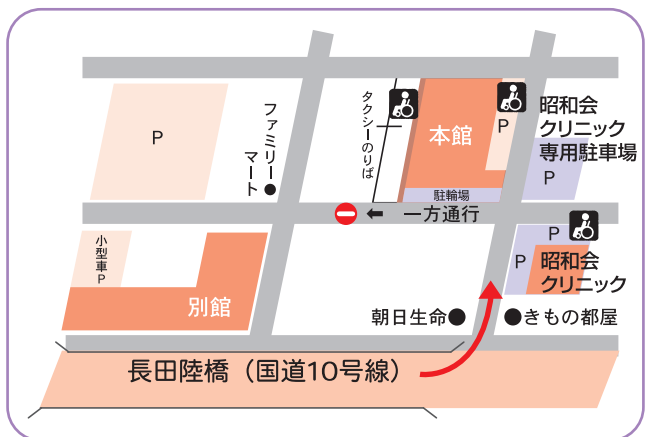 P
ファミリー
マート
タクシーのりば
本館
P
昭和会
クリニック
専用駐車場
P
駐輪場
一方通行
小型車P
別館
P
P
昭和会
クリニック
朝日生命
きもの都屋
長田陸橋（国道10号線）